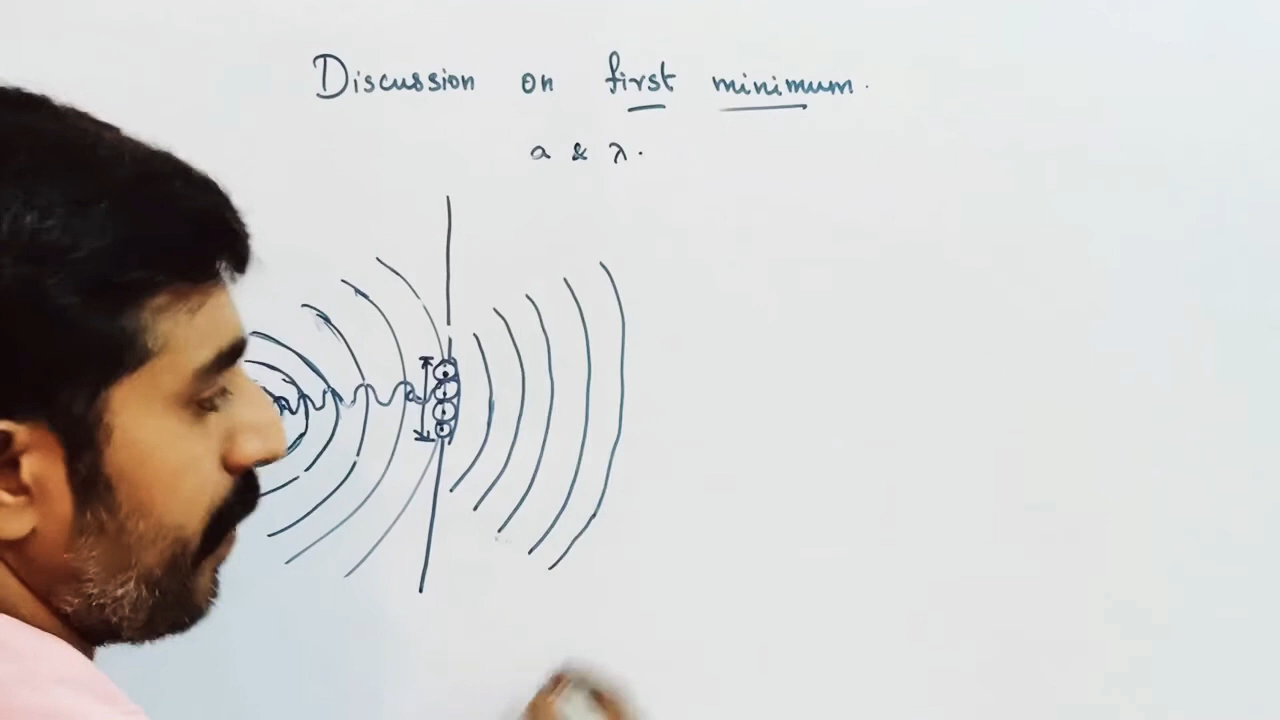 Discussion on first minimum.
a & λ.